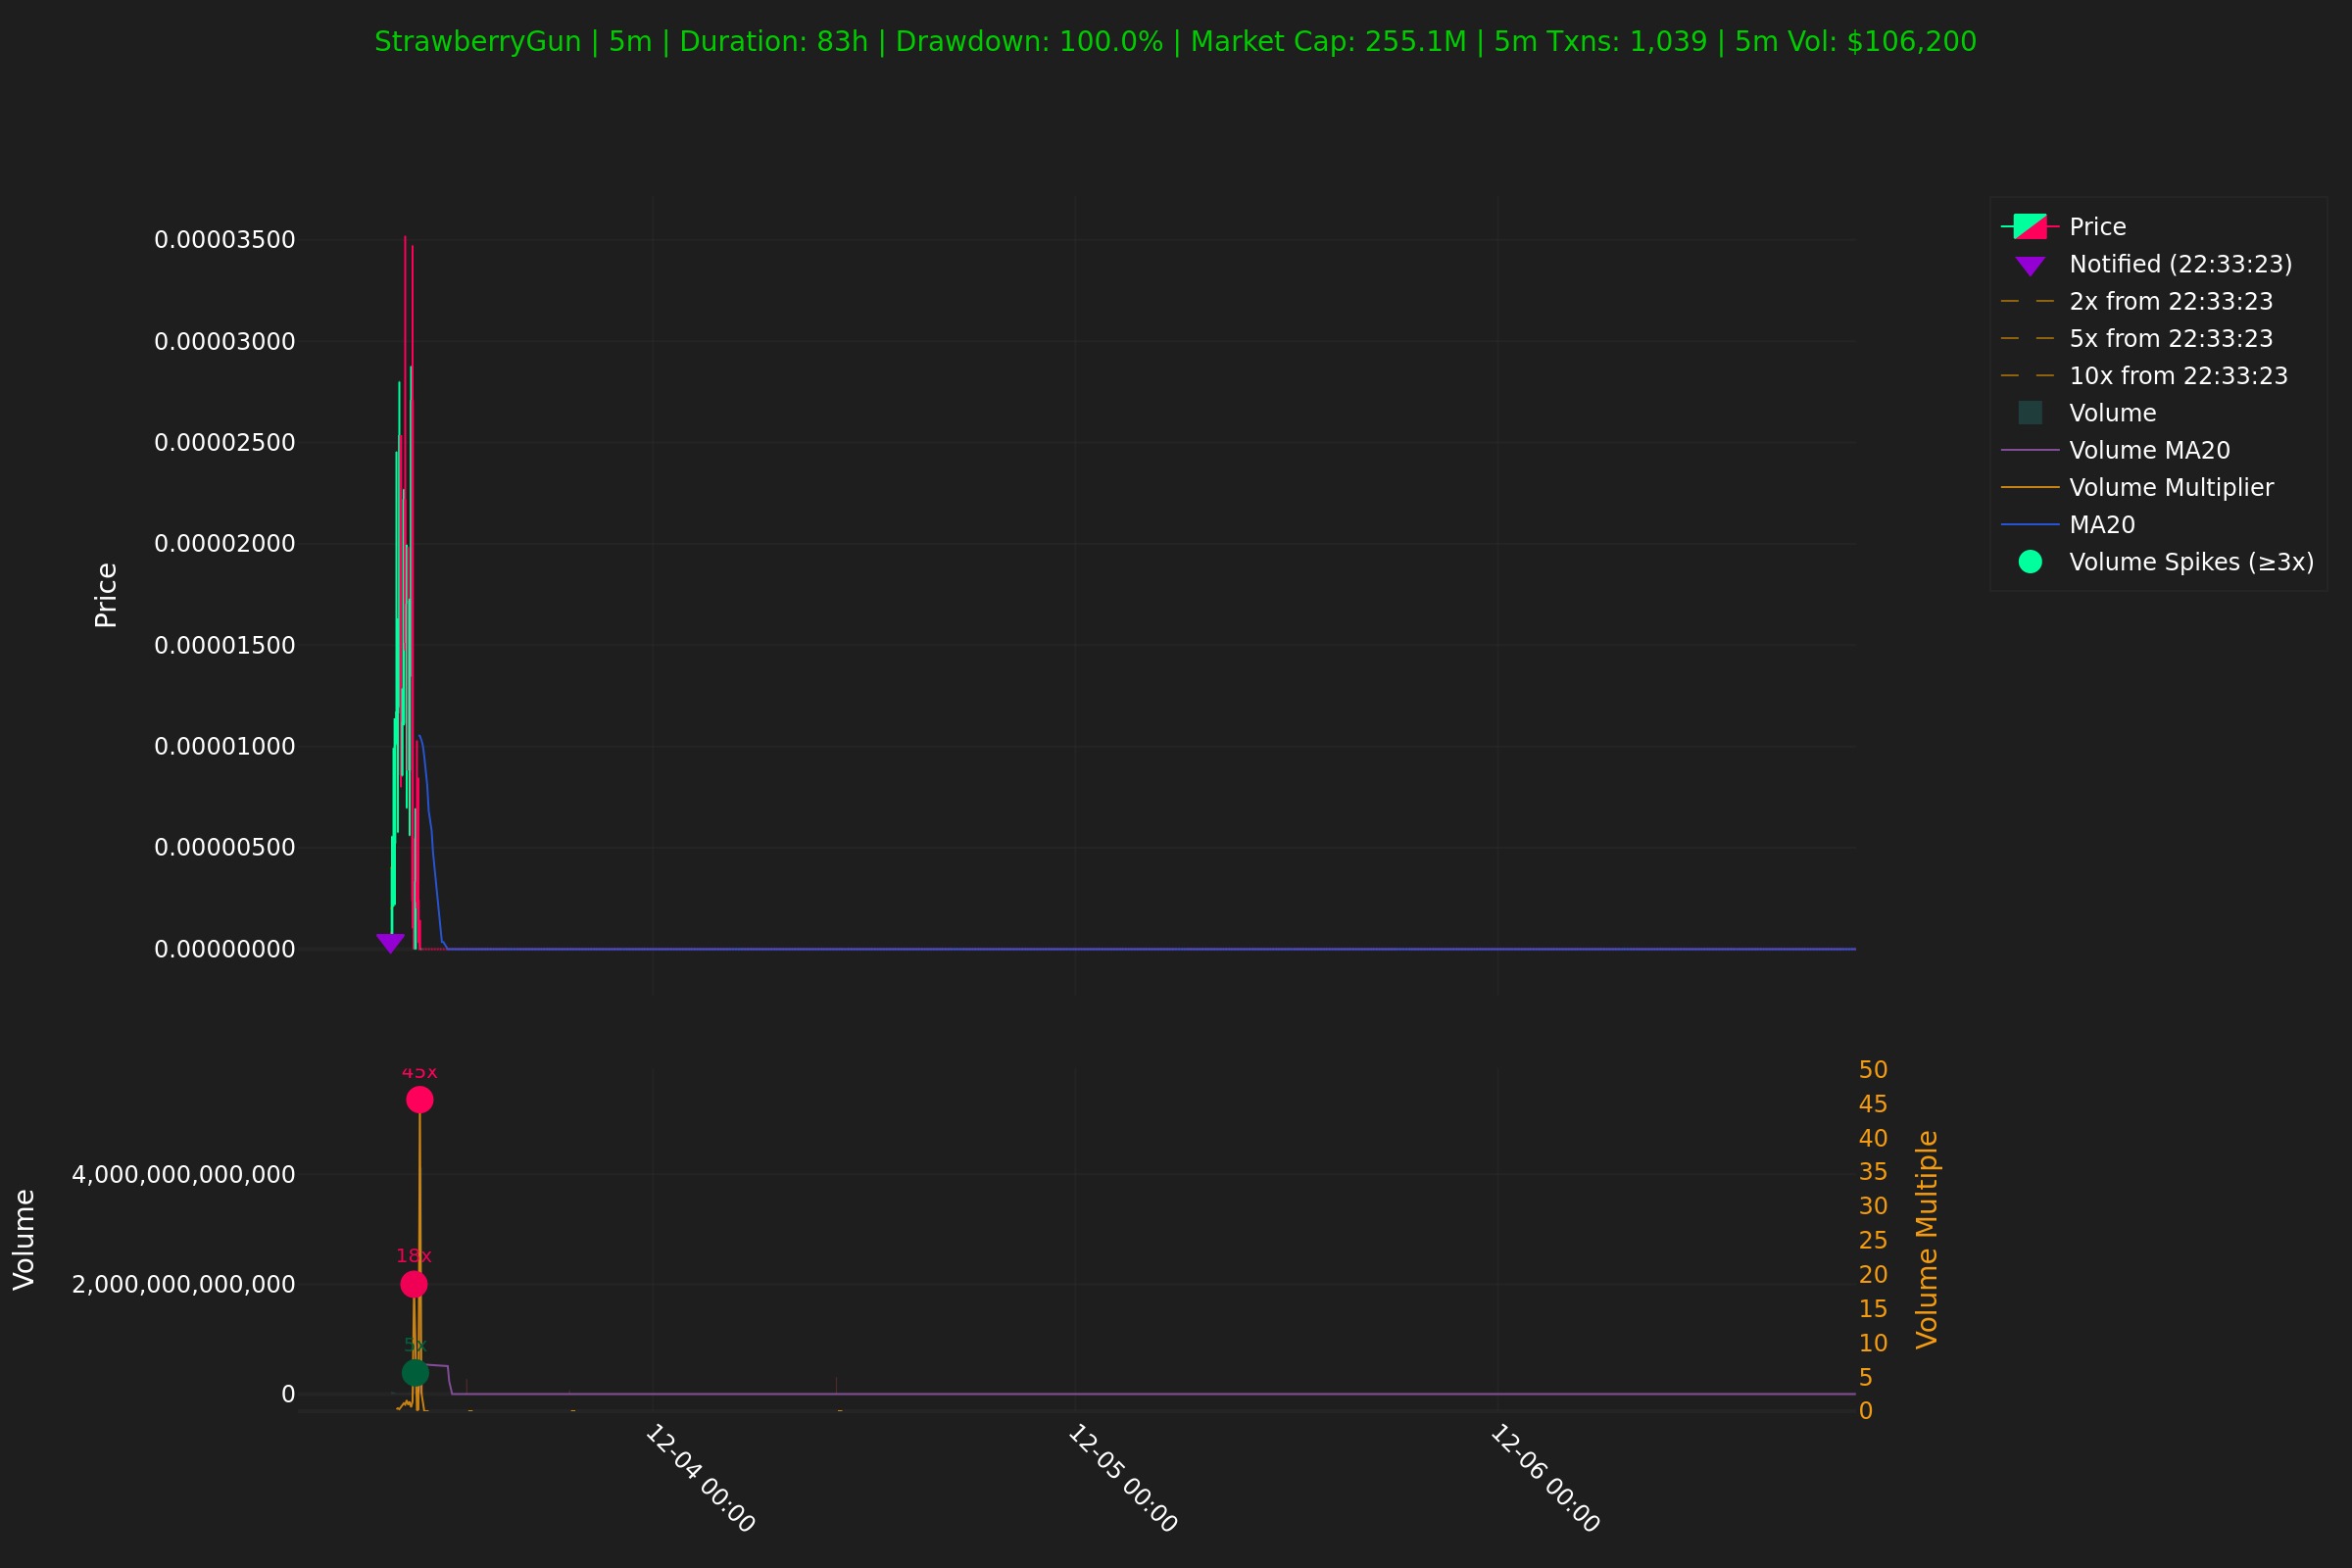 StrawberryGun | 5m | Duration: 83h | Drawdown: 100.0% | Market Cap: 255.1M | 5m Txns: 1,039 | 5m Vol: $106,200
Price
0.00003500
0.00003000
0.00002500
0.00002000
0.00001500
0.00001000
0.00000500
0.00000000
Price
Notified (22:33:23)
2x from 22:33:23
5x from 22:33:23
10x from 22:33:23
Volume
Volume MA20
Volume Multiplier
MA20
Volume Spikes (≥3x)
Volume
4,000,000,000,000
2,000,000,000,000
0
45x
18x
5x
50
45
40
35
30
25
20
15
10
5
0
Volume Multiple
12-04 00:00
12-05 00:00
12-06 00:00